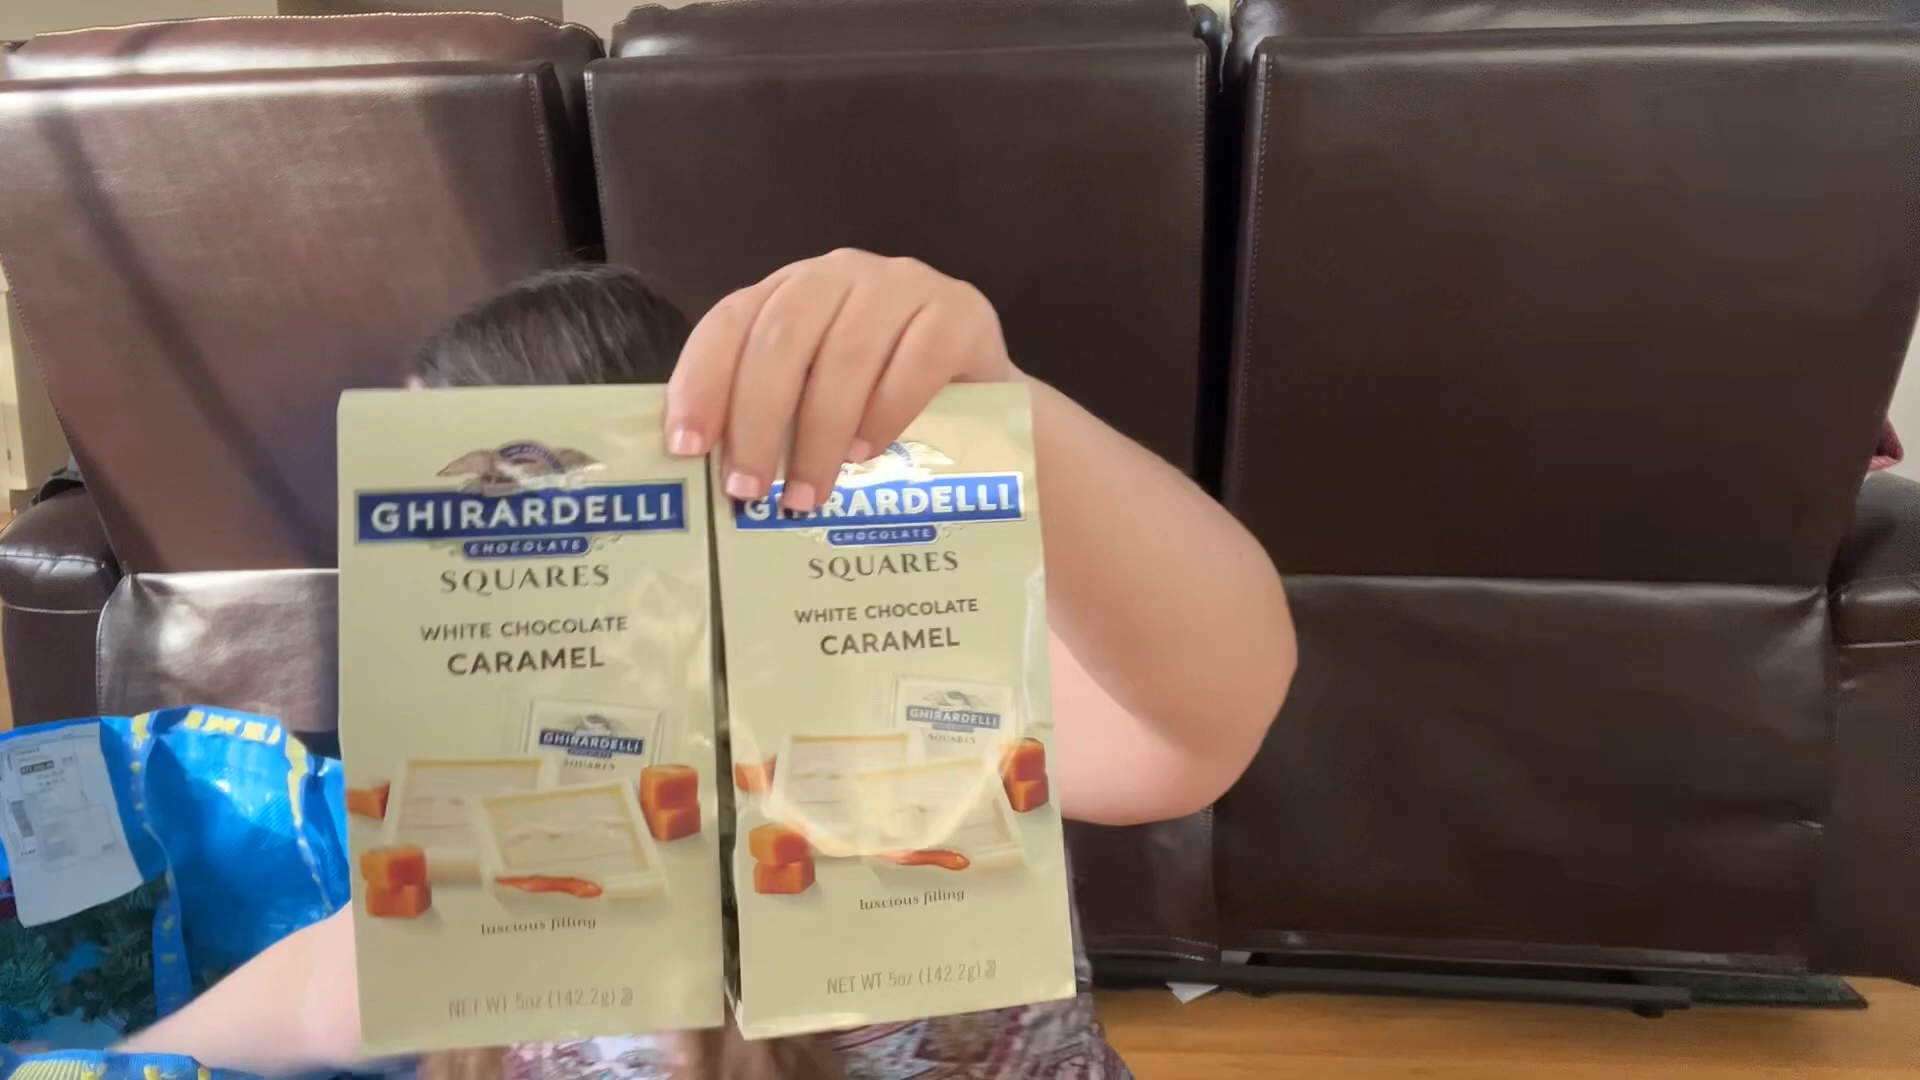 GHIRARDELLI
CHOCOLATE
SQUARES
WHITE CHOCOLATE
CARAMEL
GHIRARDELLI
SQUARES
luscious filling
NET WT 5oz (142.2g)
GHIRARDELLI
CHOCOLATE
SQUARES
WHITE CHOCOLATE
CARAMEL
GHIRARDELLI
SQUARES
luscious filling
NET WT 5oz (142.2g)